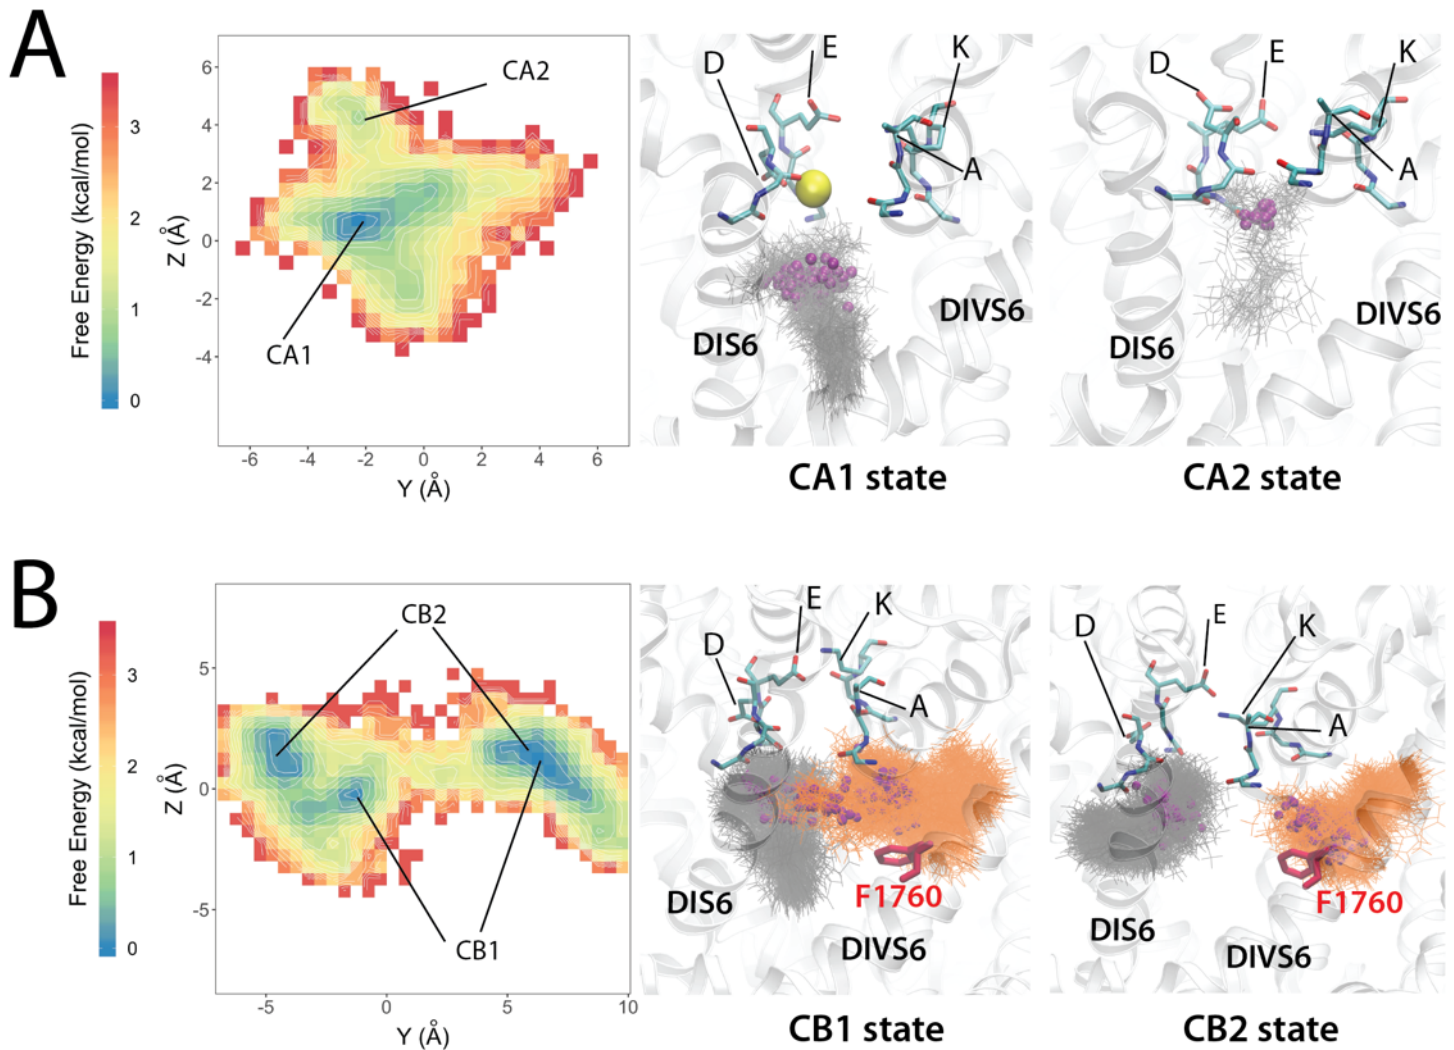 A
Free Energy (kcal/mol)
3
2
1
0
Z (Å)
6
4
2
0
-2
-4
-6
-4
-2
0
2
4
6
Y (Å)
CA2
CA1
D
E
K
A
DIS6
DIVS6
CA1 state
D
E
K
A
DIS6
DIVS6
CA2 state
B
Free Energy (kcal/mol)
3
2
1
0
Z (Å)
5
0
-5
-5
0
5
10
Y (Å)
CB2
CB1
D
E
K
A
F1760
DIS6
DIVS6
CB1 state
D
E
K
A
F1760
DIS6
DIVS6
CB2 state